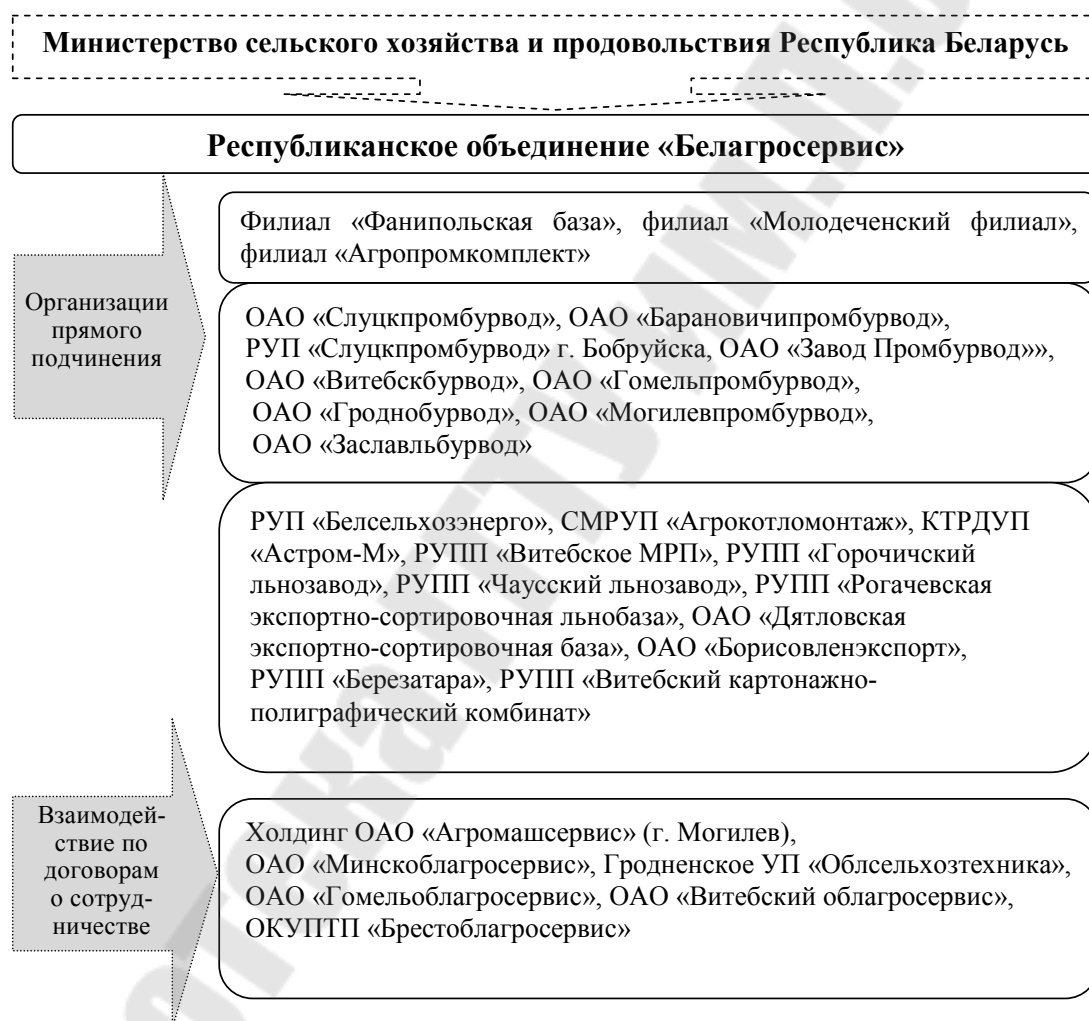 Министерство сельского хозяйства и продовольствия Республика Беларусь
Республиканское объединение «Белагросервис»
Организации
прямого
подчинения
Филиал «Фанипольская база», филиал «Молодеченский филиал»,
филиал «Агропромкомплект»
ОАО «Слуцкпромбурвод», ОАО «Барановичипромбурвод»,
РУП «Слуцкпромбурвод» г. Бобруйска, ОАО «Завод Промбурвод»»,
ОАО «Витебскбурвод», ОАО «Гомельпромбурвод»,
ОАО «Гроднобурвод», ОАО «Могилевпромбурвод»,
ОАО «Заславльбурвод»
РУП «Белсельхозэнерго», СМРУП «Агрокотломонтаж», КТРДУП
«Астром-М», РУПП «Витебское МРП», РУПП «Горочичский
льнозавод», РУПП «Чаусский льнозавод», РУПП «Рогачевская
экспортно-сортировочная льнобаза», ОАО «Дятловская
экспортно-сортировочная база», ОАО «Борисовленэкспорт»,
РУПП «Березатара», РУПП «Витебский картонажно-
полиграфический комбинат»
Взаимодей-
ствие по
договорам
о сотруд-
ничестве
Холдинг ОАО «Агромашсервис» (г. Могилев),
ОАО «Минскоблагросервис», Гродненское УП «Облсельхозтехника»,
ОАО «Гомельоблагросервис», ОАО «Витебский облагросервис»,
ОКУПТП «Брестоблагросервис»